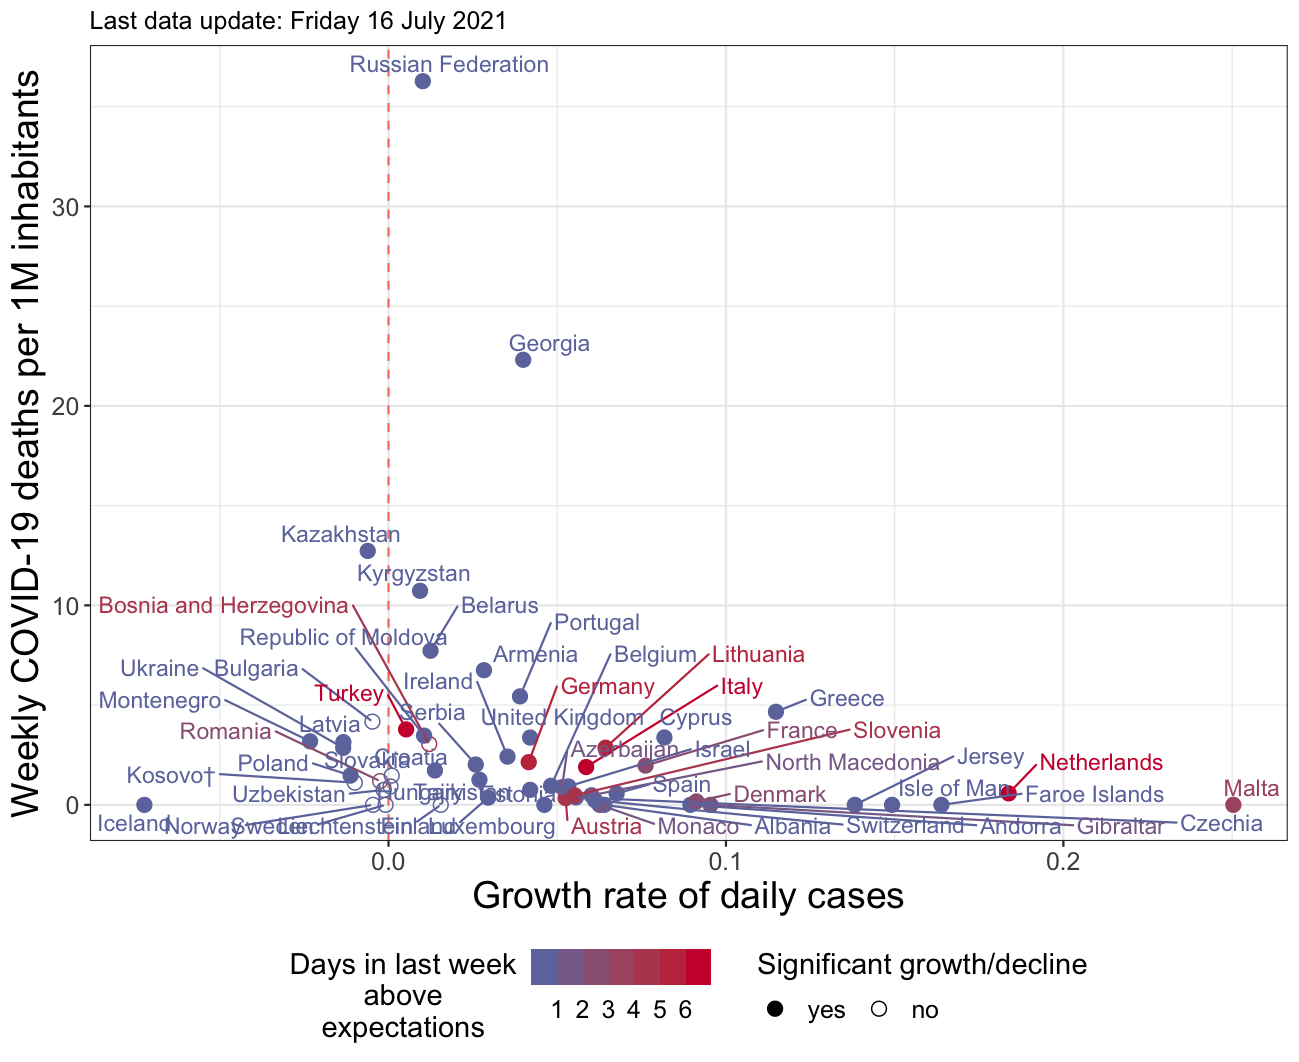 Last data update: Friday 16 July 2021
Weekly COVID-19 deaths per 1M inhabitants
30
20
10
0
Russian Federation
Georgia
Kazakhstan
Kyrgyzstan
Bosnia and Herzegovina
Belarus
Portugal
Republic of Moldova
Armenia
Belgium
Lithuania
Ukraine
Bulgaria
Ireland
Germany
Italy
Turkey
Montenegro
Greece
Serbia
United Kingdom
Cyprus
Latvia
Romania
France
Slovenia
Azerbaijan
Israel
Croatia
Slovakia
Poland
North Macedonia
Jersey
Netherlands
Kosovo†
Spain
Isle of Man
Malta
Uzbekistan
Hungary
Tajikistan
Estonia
Denmark
Faroe Islands
Iceland
Norway
Sweden
Liechtenstein
Finland
Luxembourg
Austria
Monaco
Albania
Switzerland
Andorra
Gibraltar
Czechia
0.0
0.1
0.2
Growth rate of daily cases
Days in last week
above
expectations
1 2 3 4 5 6
Significant growth/decline
yes
no